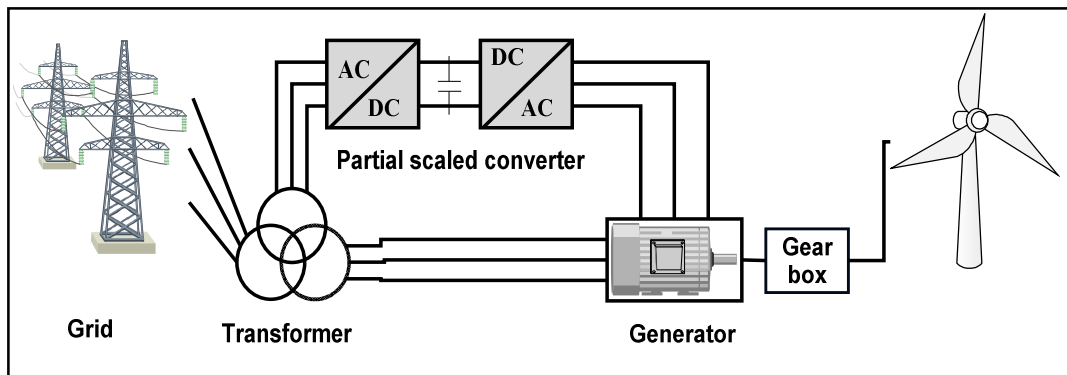 AC
DC
DC
AC
Partial scaled converter
Gear
box
Grid
Transformer
Generator